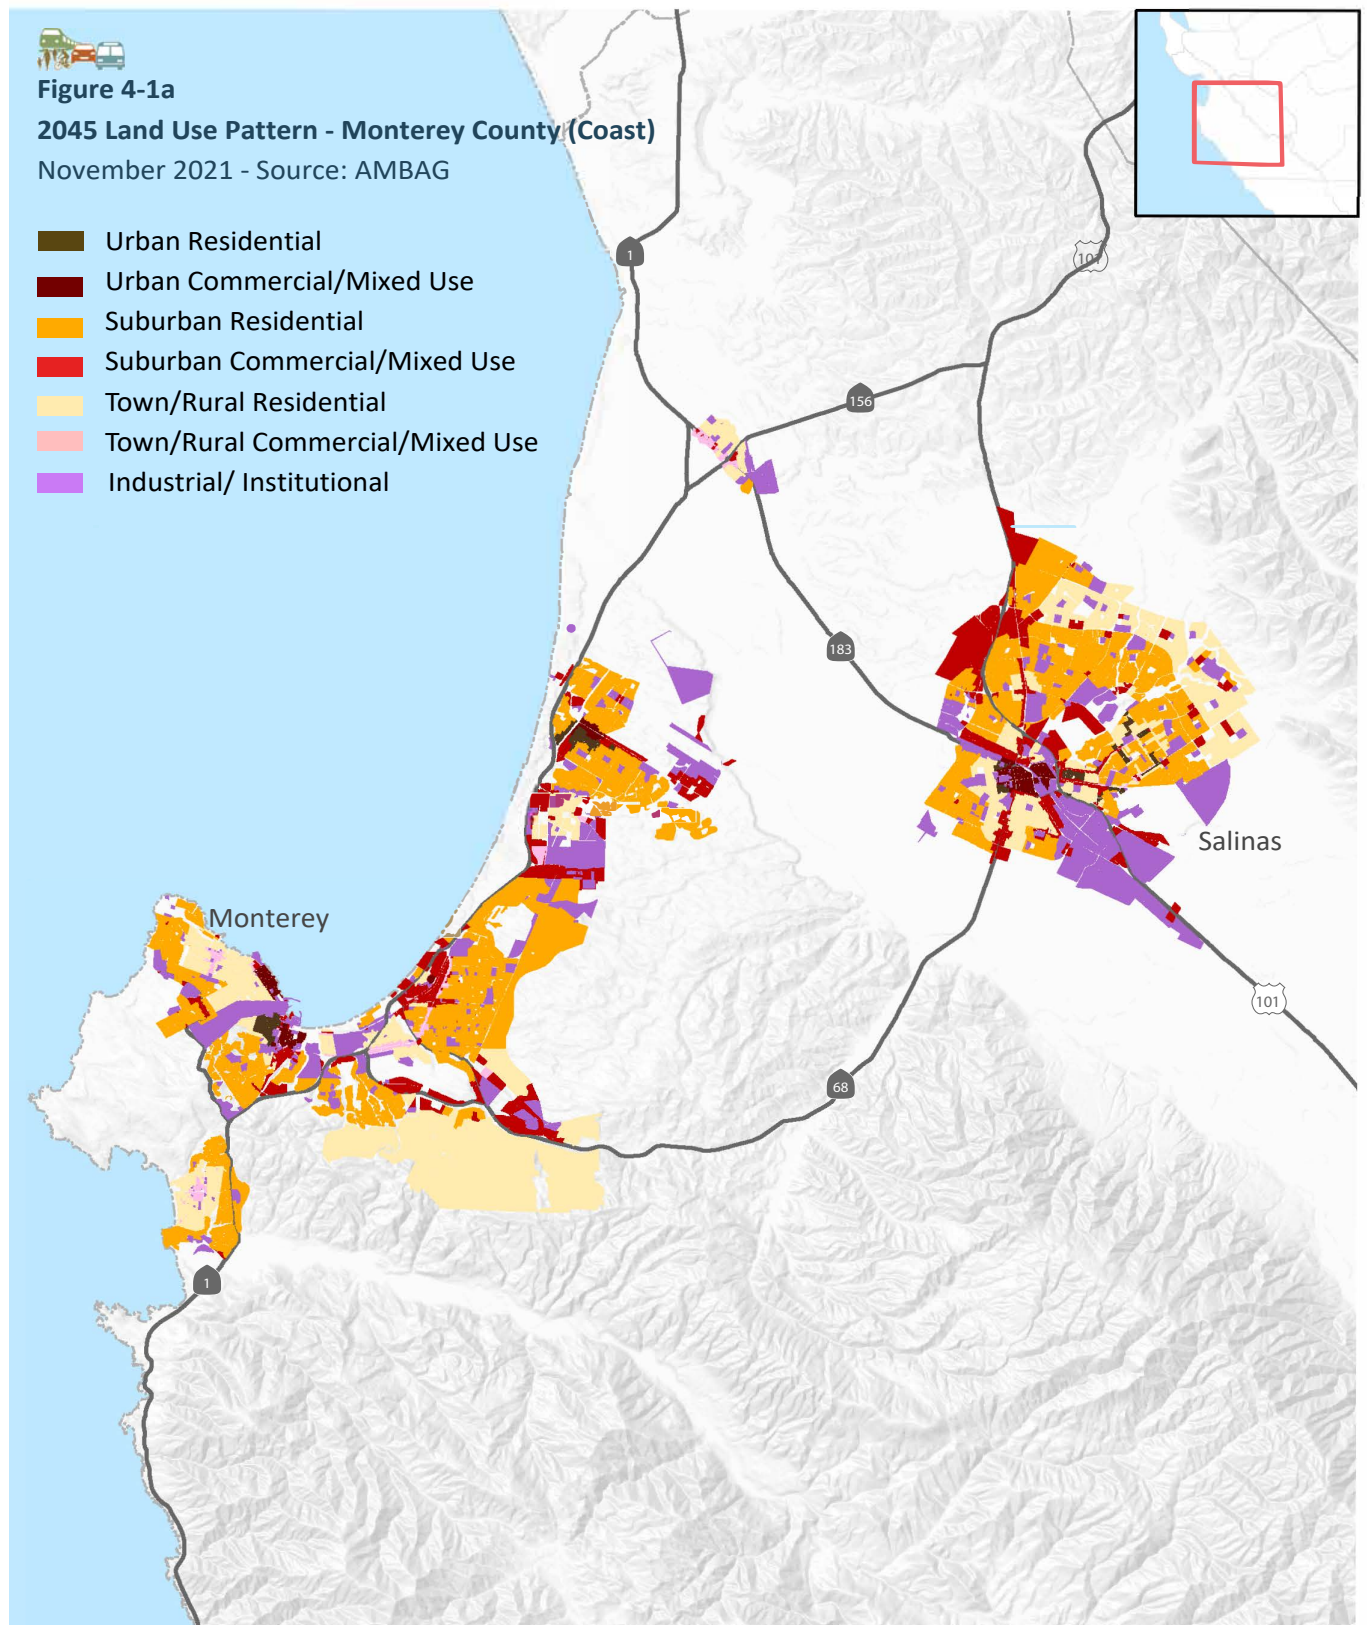 Figure 4-1a
2045 Land Use Pattern - Monterey County (Coast)
November 2021 - Source: AMBAG
Urban Residential
Urban Commercial/Mixed Use
Suburban Residential
Suburban Commercial/Mixed Use
Town/Rural Residential
Town/Rural Commercial/Mixed Use
Industrial/ Institutional
1
101
156
183
Salinas
Monterey
101
68
1